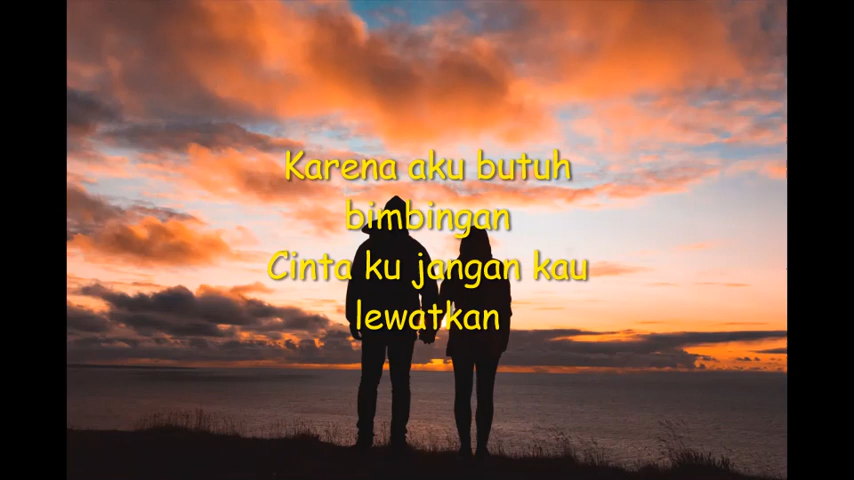 Karena aku butuh
bimbingan
Cinta ku jangan kau
lewatkan